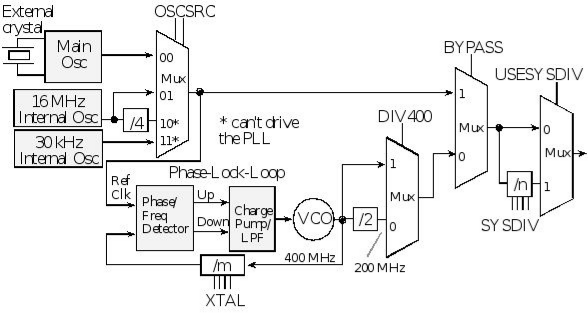 External
crystal
OSCSRC
Main
Osc
00
Mux
16 MHz
Internal Osc
01
/4
10*
30 kHz
Internal Osc
11*
* can't drive
the PLL
BYPASS
USESYSDIV
1
Mux
0
0
Mux
1
/n
SYSDIV
DIV400
1
Mux
0
Phase-Lock-Loop
Ref
Clk
Phase/
Freq
Detector
Up
Down
Charge
Pump/
LPF
VCO
/2
400 MHz
200 MHz
/m
XTAL